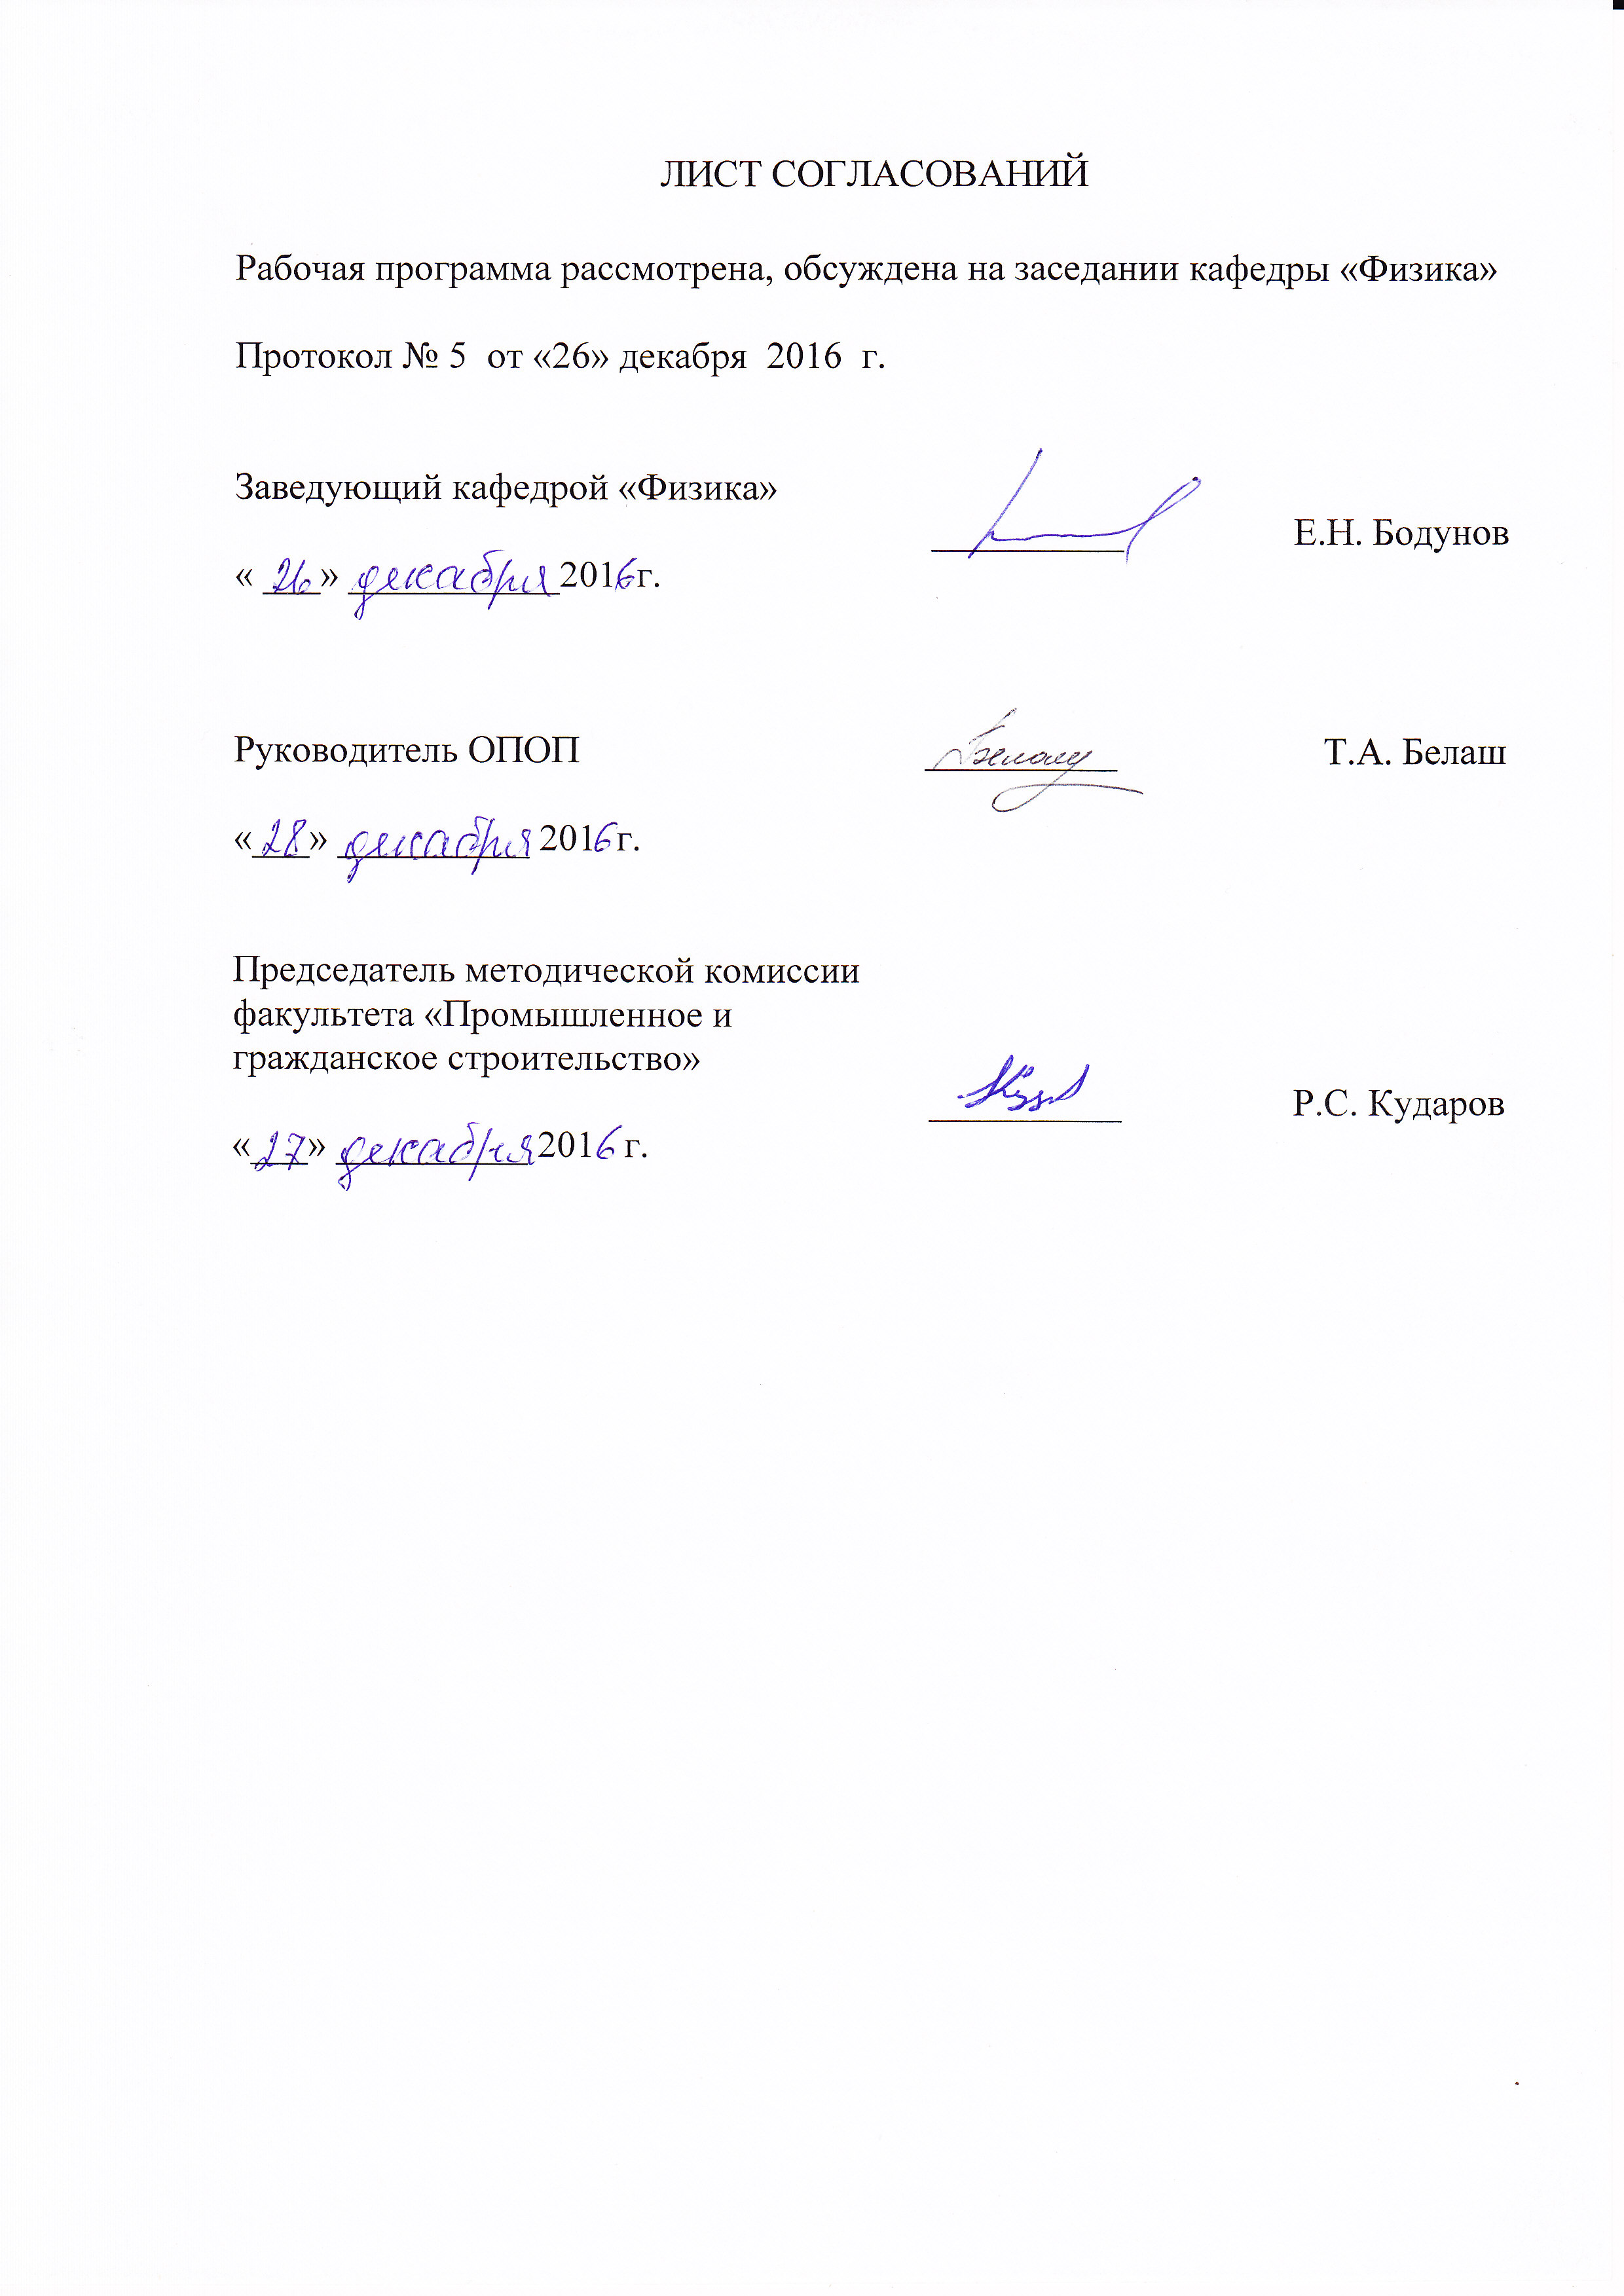 ЛИСТ СОГЛАСОВАНИЙ
Рабочая программа рассмотрена, обсуждена на заседании кафедры «Физика»
Протокол № 5 от «26» декабря 2016 г.
Заведующий кафедрой «Физика»
Е.Н. Бодунов
« 26 » декабря 2016 г.
Руководитель ОПОП Т.А. Белаш
«28» декабря 2016 г.
Председатель методической комиссии
факультета «Промышленное и
гражданское строительство»
Р.С. Кударов
«27» декабря 2016 г.